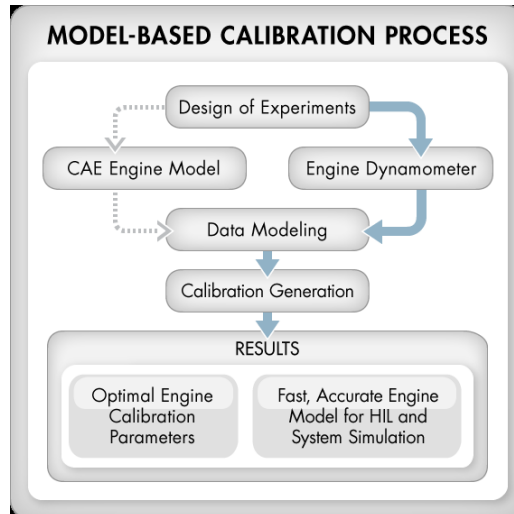 MODEL-BASED CALIBRATION PROCESS
Design of Experiments
CAE Engine Model
Engine Dynamometer
Data Modeling
Calibration Generation
RESULTS
Optimal Engine
Calibration
Parameters
Fast, Accurate Engine
Model for HIL and
System Simulation